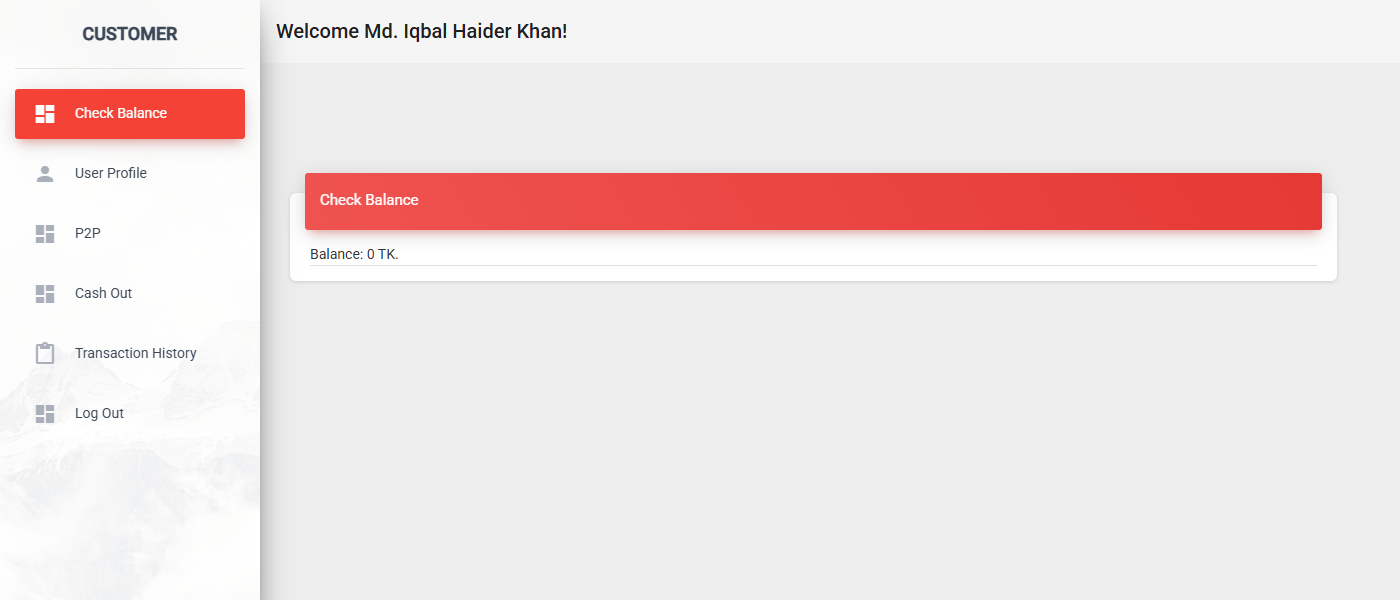 CUSTOMER
Check Balance
User Profile
P2P
Cash Out
Transaction History
Log Out
Welcome Md. Iqbal Haider Khan!
Check Balance
Balance: 0 TK.